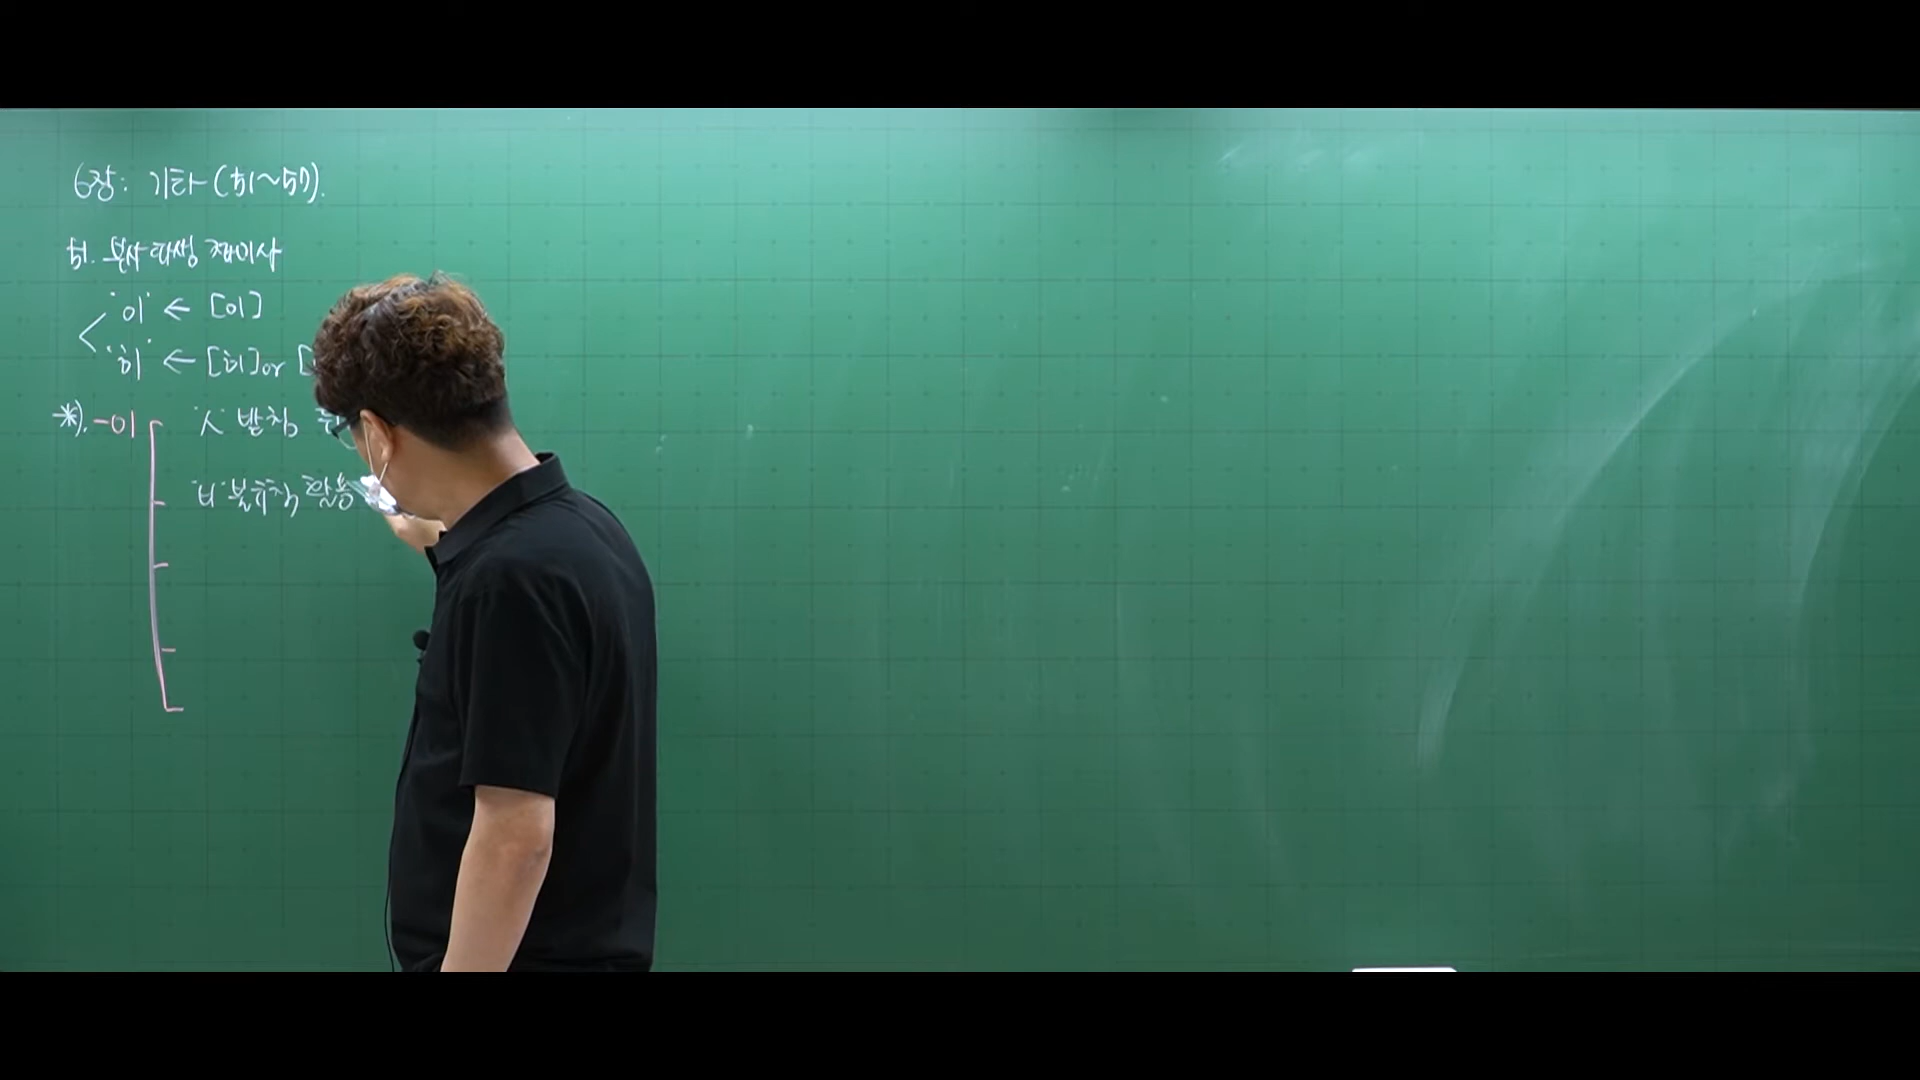 6장: 기타 (51~57).
51. 부사 파생 접미사
'이' ← [이]
'히' ← [히] or [
*). -이 'ㅅ' 받침
'ㅂ' 불규칙 활용